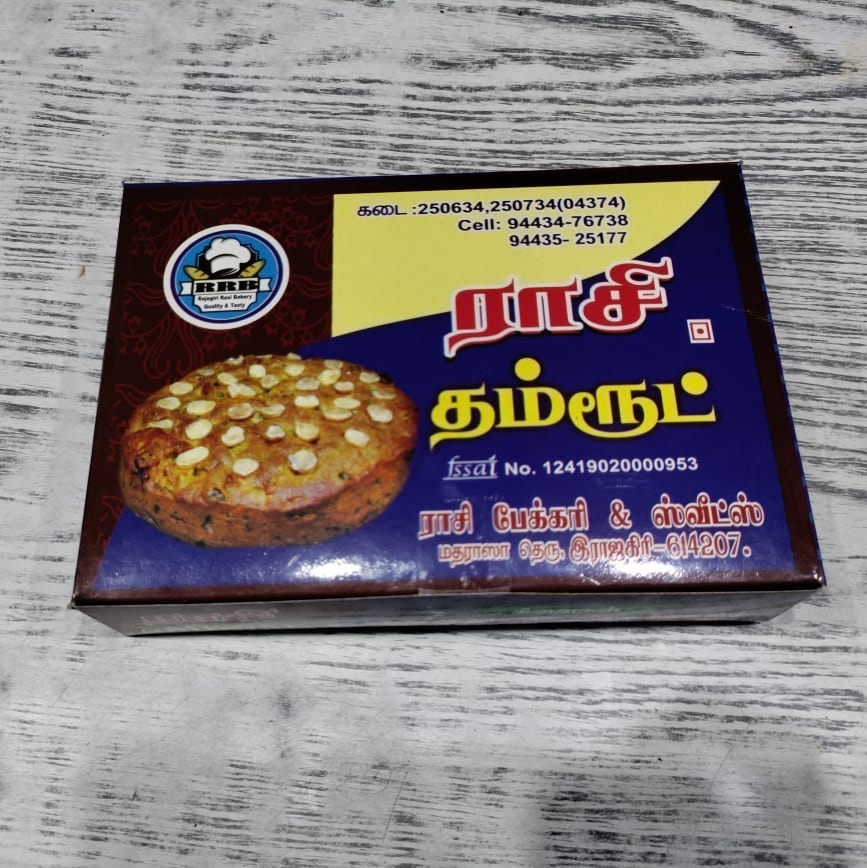 கடை :250634,250734(04374)
Cell: 94434-76738
94435- 25177
RRB
Rajagiri Rasi Bakery
Quality & Tasty
ராசி
தம்ரூட்
fssai No. 12419020000953
ராசி பேக்கரி & ஸ்வீட்ஸ்
மதராஸா தெரு, இராஜகிரி-614207.